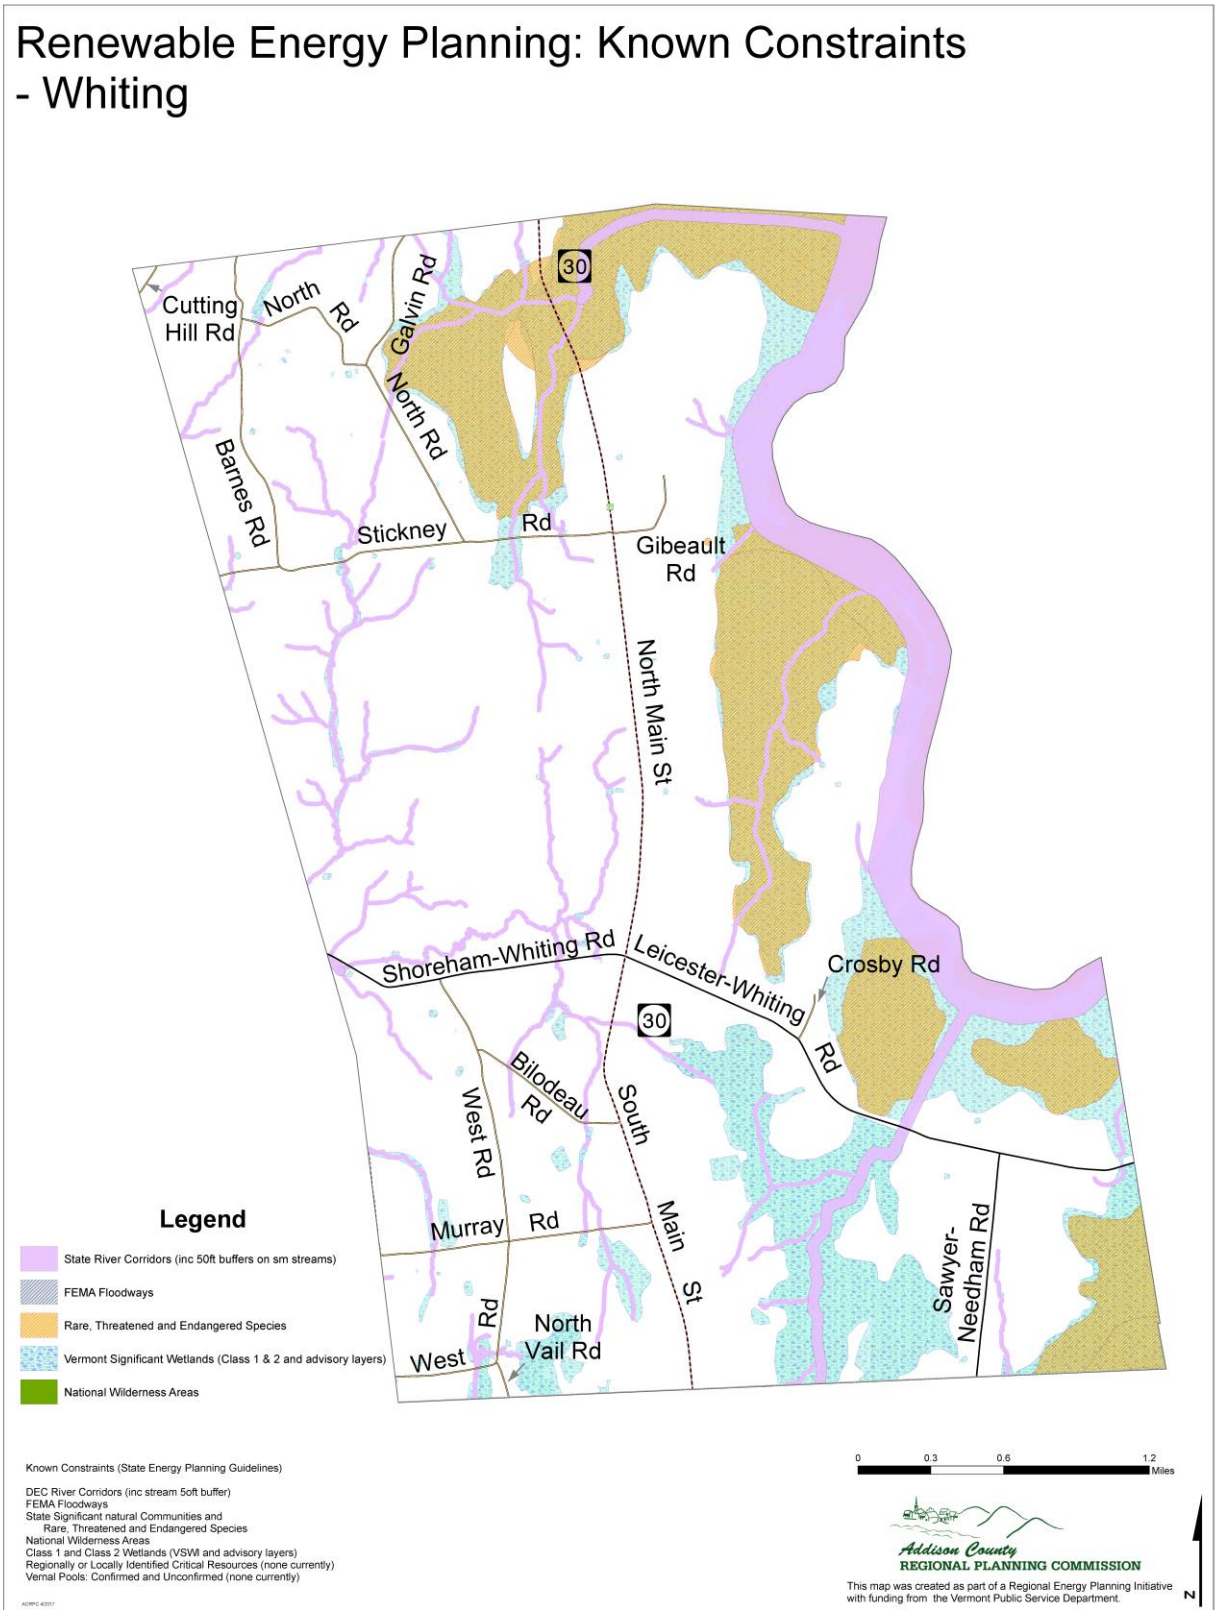 Renewable Energy Planning: Known Constraints
- Whiting
30
Cutting
Hill Rd
North
Rd
Galvin Rd
North Rd
Barnes Rd
Stickney
Rd
Gibeault
Rd
North Main St
Shoreham-Whiting Rd
Leicester-Whiting
Rd
Crosby Rd
30
Bilodeau
Rd
South
Main
St
West Rd
Murray
Rd
Sawyer-
Needham Rd
Rd
West
North
Vail Rd
Legend
State River Corridors (inc 50ft buffers on sm streams)
FEMA Floodways
Rare, Threatened and Endangered Species
Vermont Significant Wetlands (Class 1 & 2 and advisory layers)
National Wilderness Areas
Known Constraints (State Energy Planning Guidelines)
DEC River Corridors (inc stream 5oft buffer)
FEMA Floodways
State Significant natural Communities and
Rare, Threatened and Endangered Species
National Wilderness Areas
Class 1 and Class 2 Wetlands (VSWI and advisory layers)
Regionally or Locally Identified Critical Resources (none currently)
Vernal Pools: Confirmed and Unconfirmed (none currently)
ACRPC 4/2017
0 0.3 0.6 1.2
Miles
Addison County
REGIONAL PLANNING COMMISSION
This map was created as part of a Regional Energy Planning Initiative
with funding from the Vermont Public Service Department.
N